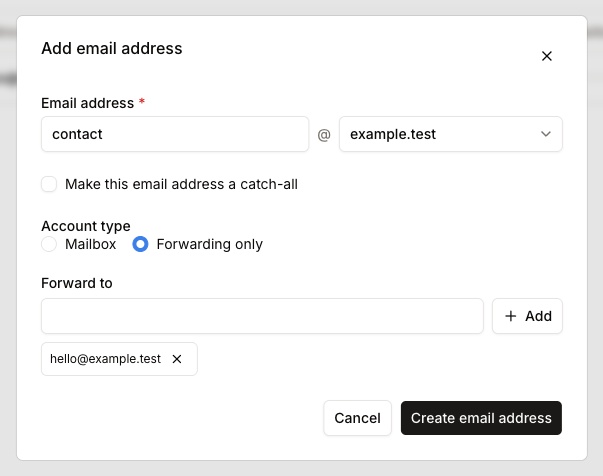 Add email address
Email address *
contact @ example.test
Make this email address a catch-all
Account type
Mailbox Forwarding only
Forward to
+ Add
hello@example.test ×
Cancel Create email address